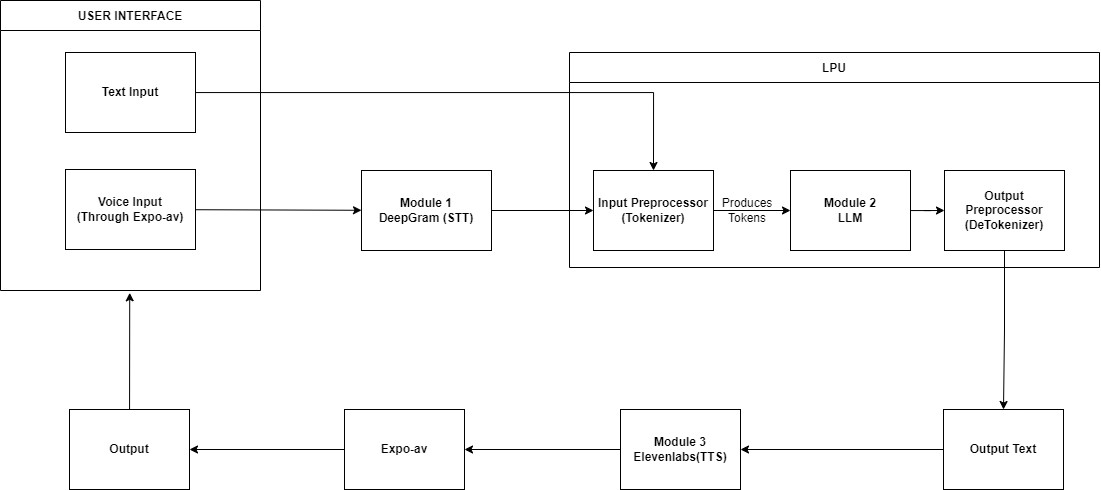 USER INTERFACE
Text Input
Voice Input
(Through Expo-av)
Module 1
DeepGram (STT)
LPU
Input Preprocessor
(Tokenizer)
Produces
Tokens
Module 2
LLM
Output
Preprocessor
(DeTokenizer)
Output
Expo-av
Module 3
Elevenlabs(TTS)
Output Text